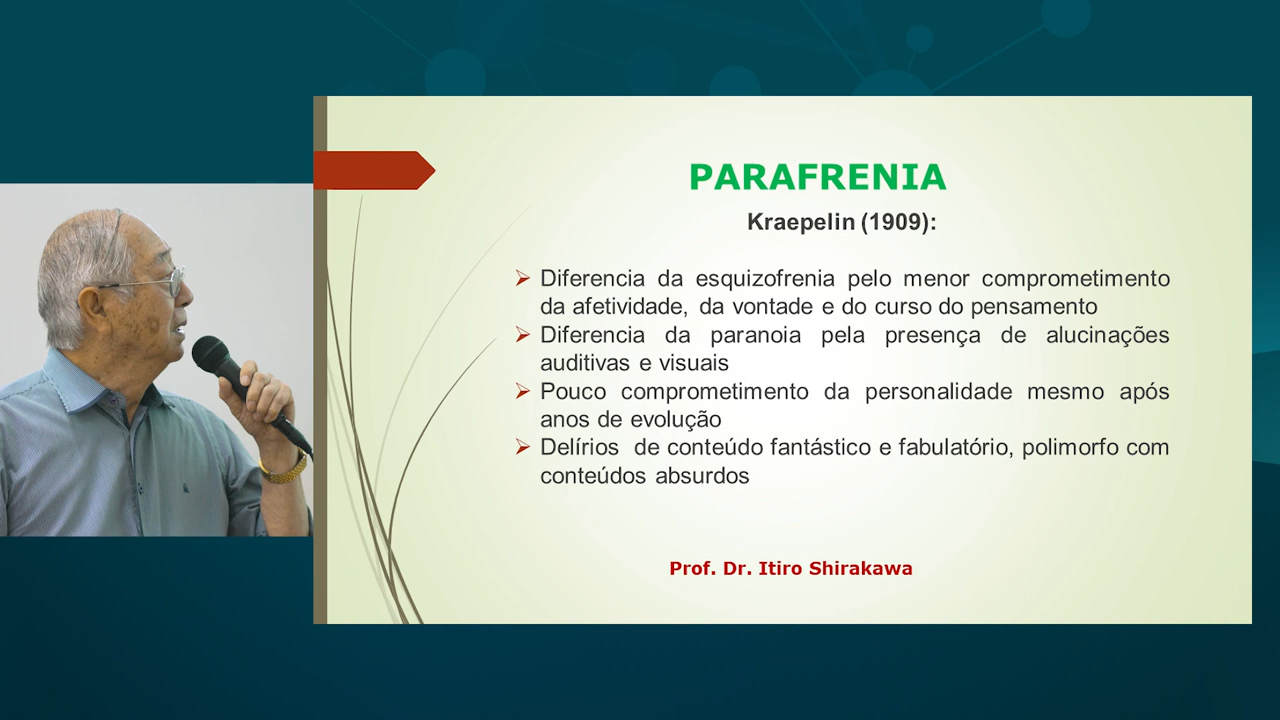 PARAFRENIA
Kraepelin (1909):
Diferencia da esquizofrenia pelo menor comprometimento
da afetividade, da vontade e do curso do pensamento
Diferencia da paranoia pela presença de alucinações
auditivas e visuais
Pouco comprometimento da personalidade mesmo após
anos de evolução
Delírios de conteúdo fantástico e fabulatório, polimorfo com
conteúdos absurdos
Prof. Dr. Itiro Shirakawa